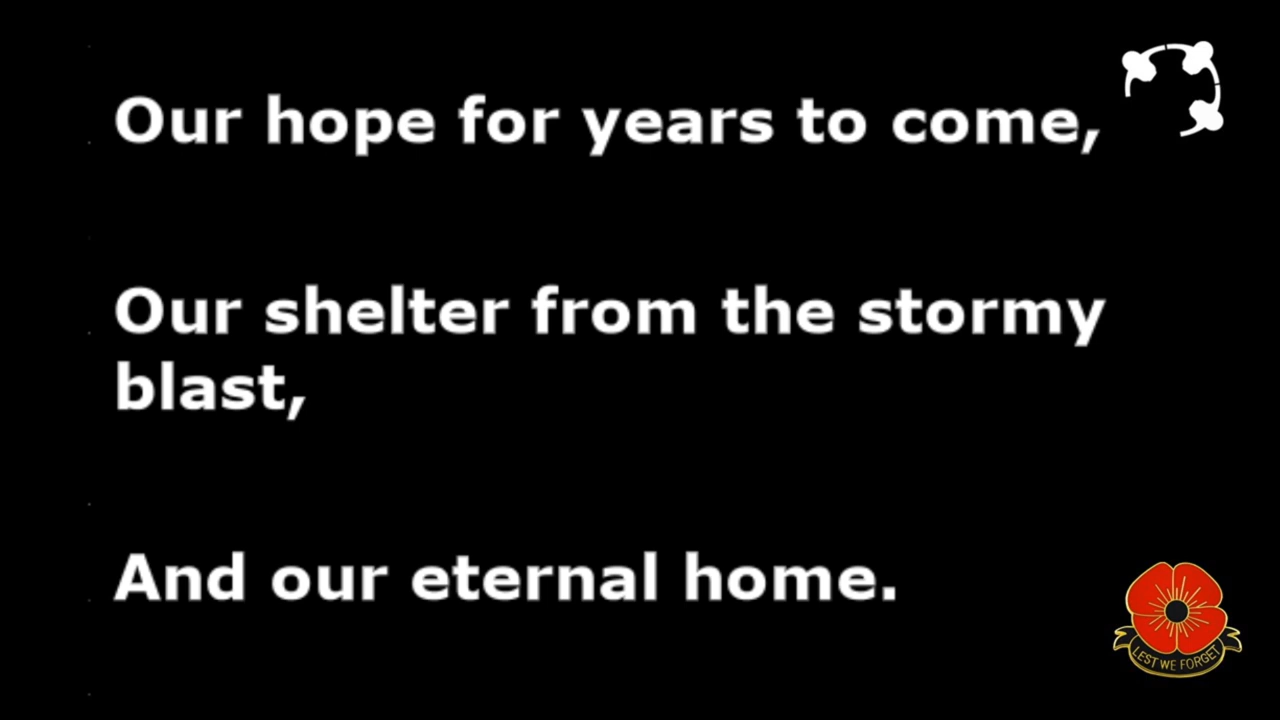 Our hope for years to come,
Our shelter from the stormy
blast,
And our eternal home.
LEST WE FORGET